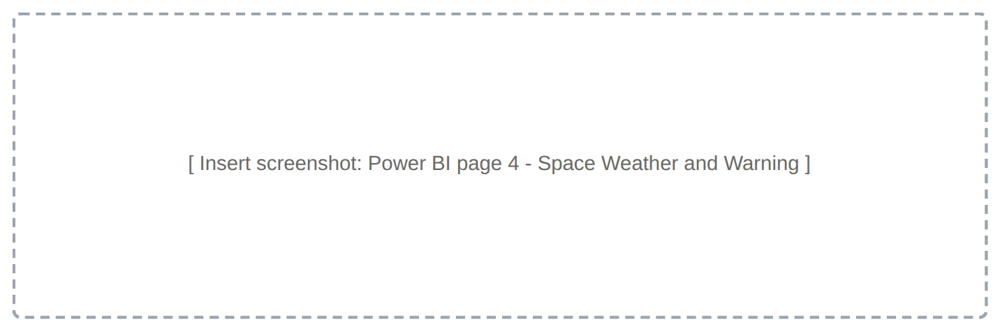 [ Insert screenshot: Power BI page 4 - Space Weather and Warning ]